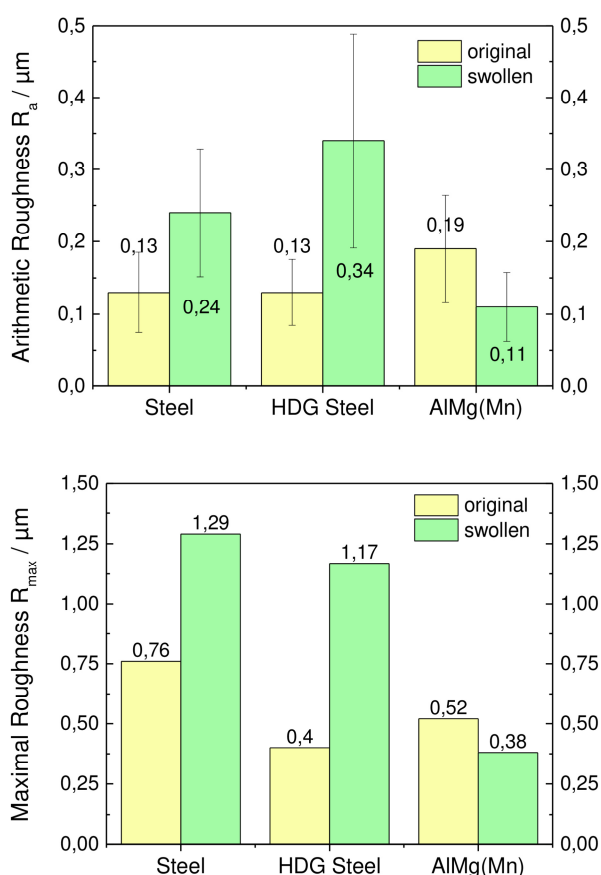 0,5 0,5
original
swollen
0,4 0,4
0,3 0,3
0,2 0,2
0,1 0,1
0,0 0,0
0,13 0,24 0,13 0,34 0,19 0,11
Steel HDG Steel AlMg(Mn)
Arithmetic Roughness Ra / µm
1,50 1,50
original
swollen
1,25 1,25
1,00 1,00
0,75 0,75
0,50 0,50
0,25 0,25
0,00 0,00
0,76 1,29 0,4 1,17 0,52 0,38
Steel HDG Steel AlMg(Mn)
Maximal Roughness Rmax / µm